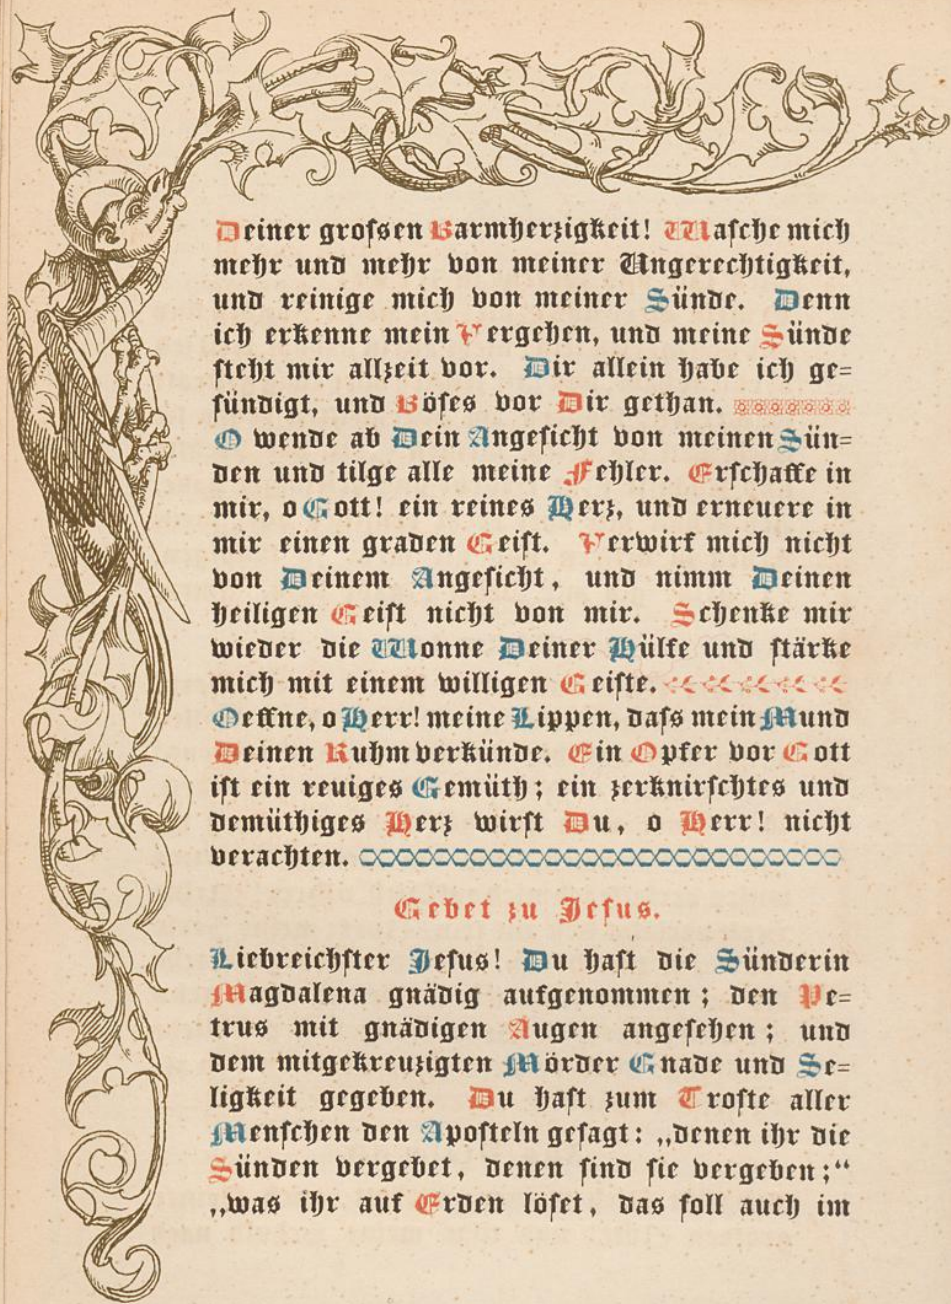 Deiner grossen Barmherzigkeit! Wasche mich
mehr und mehr von meiner Ungerechtigkeit,
und reinige mich von meiner Sünde. Denn
ich erkenne mein Vergehen, und meine Sünde
steht mir allzeit vor. Dir allein habe ich ge=
sündigt, und Böses vor Dir gethan.
O wende ab Dein Angesicht von meinen Sün=
den und tilge alle meine Fehler. Erschaffe in
mir, o Gott! ein reines Herz, und erneuere in
mir einen graden Geist. Verwirf mich nicht
von Deinem Angesicht, und nimm Deinen
heiligen Geist nicht von mir. Schenke mir
wieder die Wonne Deiner Hülfe und stärke
mich mit einem willigen Geiste.
Oeffne, o Herr! meine Lippen, dass mein Mund
Deinen Ruhm verkünde. Ein Opfer vor Gott
ist ein reuiges Gemüth; ein zerknirschtes und
demüthiges Herz wirst Du, o Herr! nicht
verachten.
Gebet zu Jesus.
Liebreichster Jesus! Du hast die Sünderin
Magdalena gnädig aufgenommen; den Pe=
trus mit gnädigen Augen angesehen; und
dem mitgekreuzigten Mörder Gnade und Se=
ligkeit gegeben. Du hast zum Troste aller
Menschen den Aposteln gesagt: „denen ihr die
Sünden vergebet, denen sind sie vergeben;“
„was ihr auf Erden löset, das soll auch im